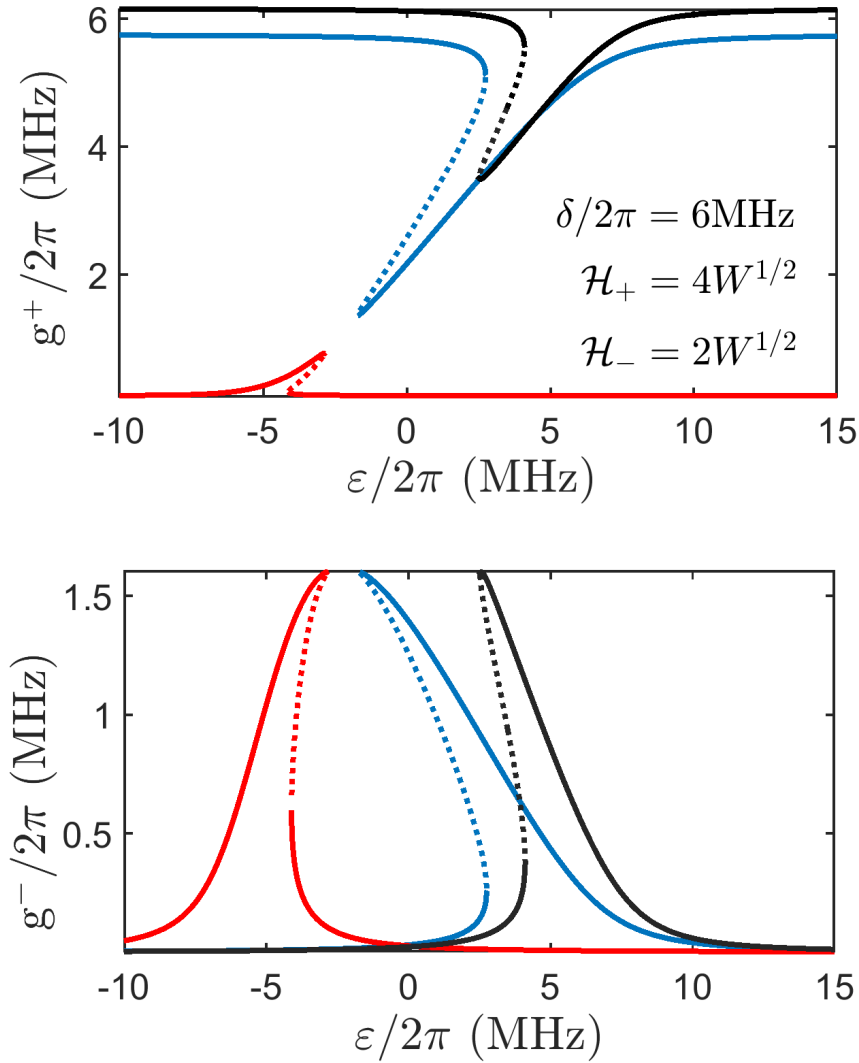 6
4
2
g⁺/2π (MHz)
δ/2π = 6MHz
ℋ₊ = 4W^{1/2}
ℋ₋ = 2W^{1/2}
-10 -5 0 5 10 15
ε/2π (MHz)
1.5
1
0.5
g⁻/2π (MHz)
-10 -5 0 5 10 15
ε/2π (MHz)